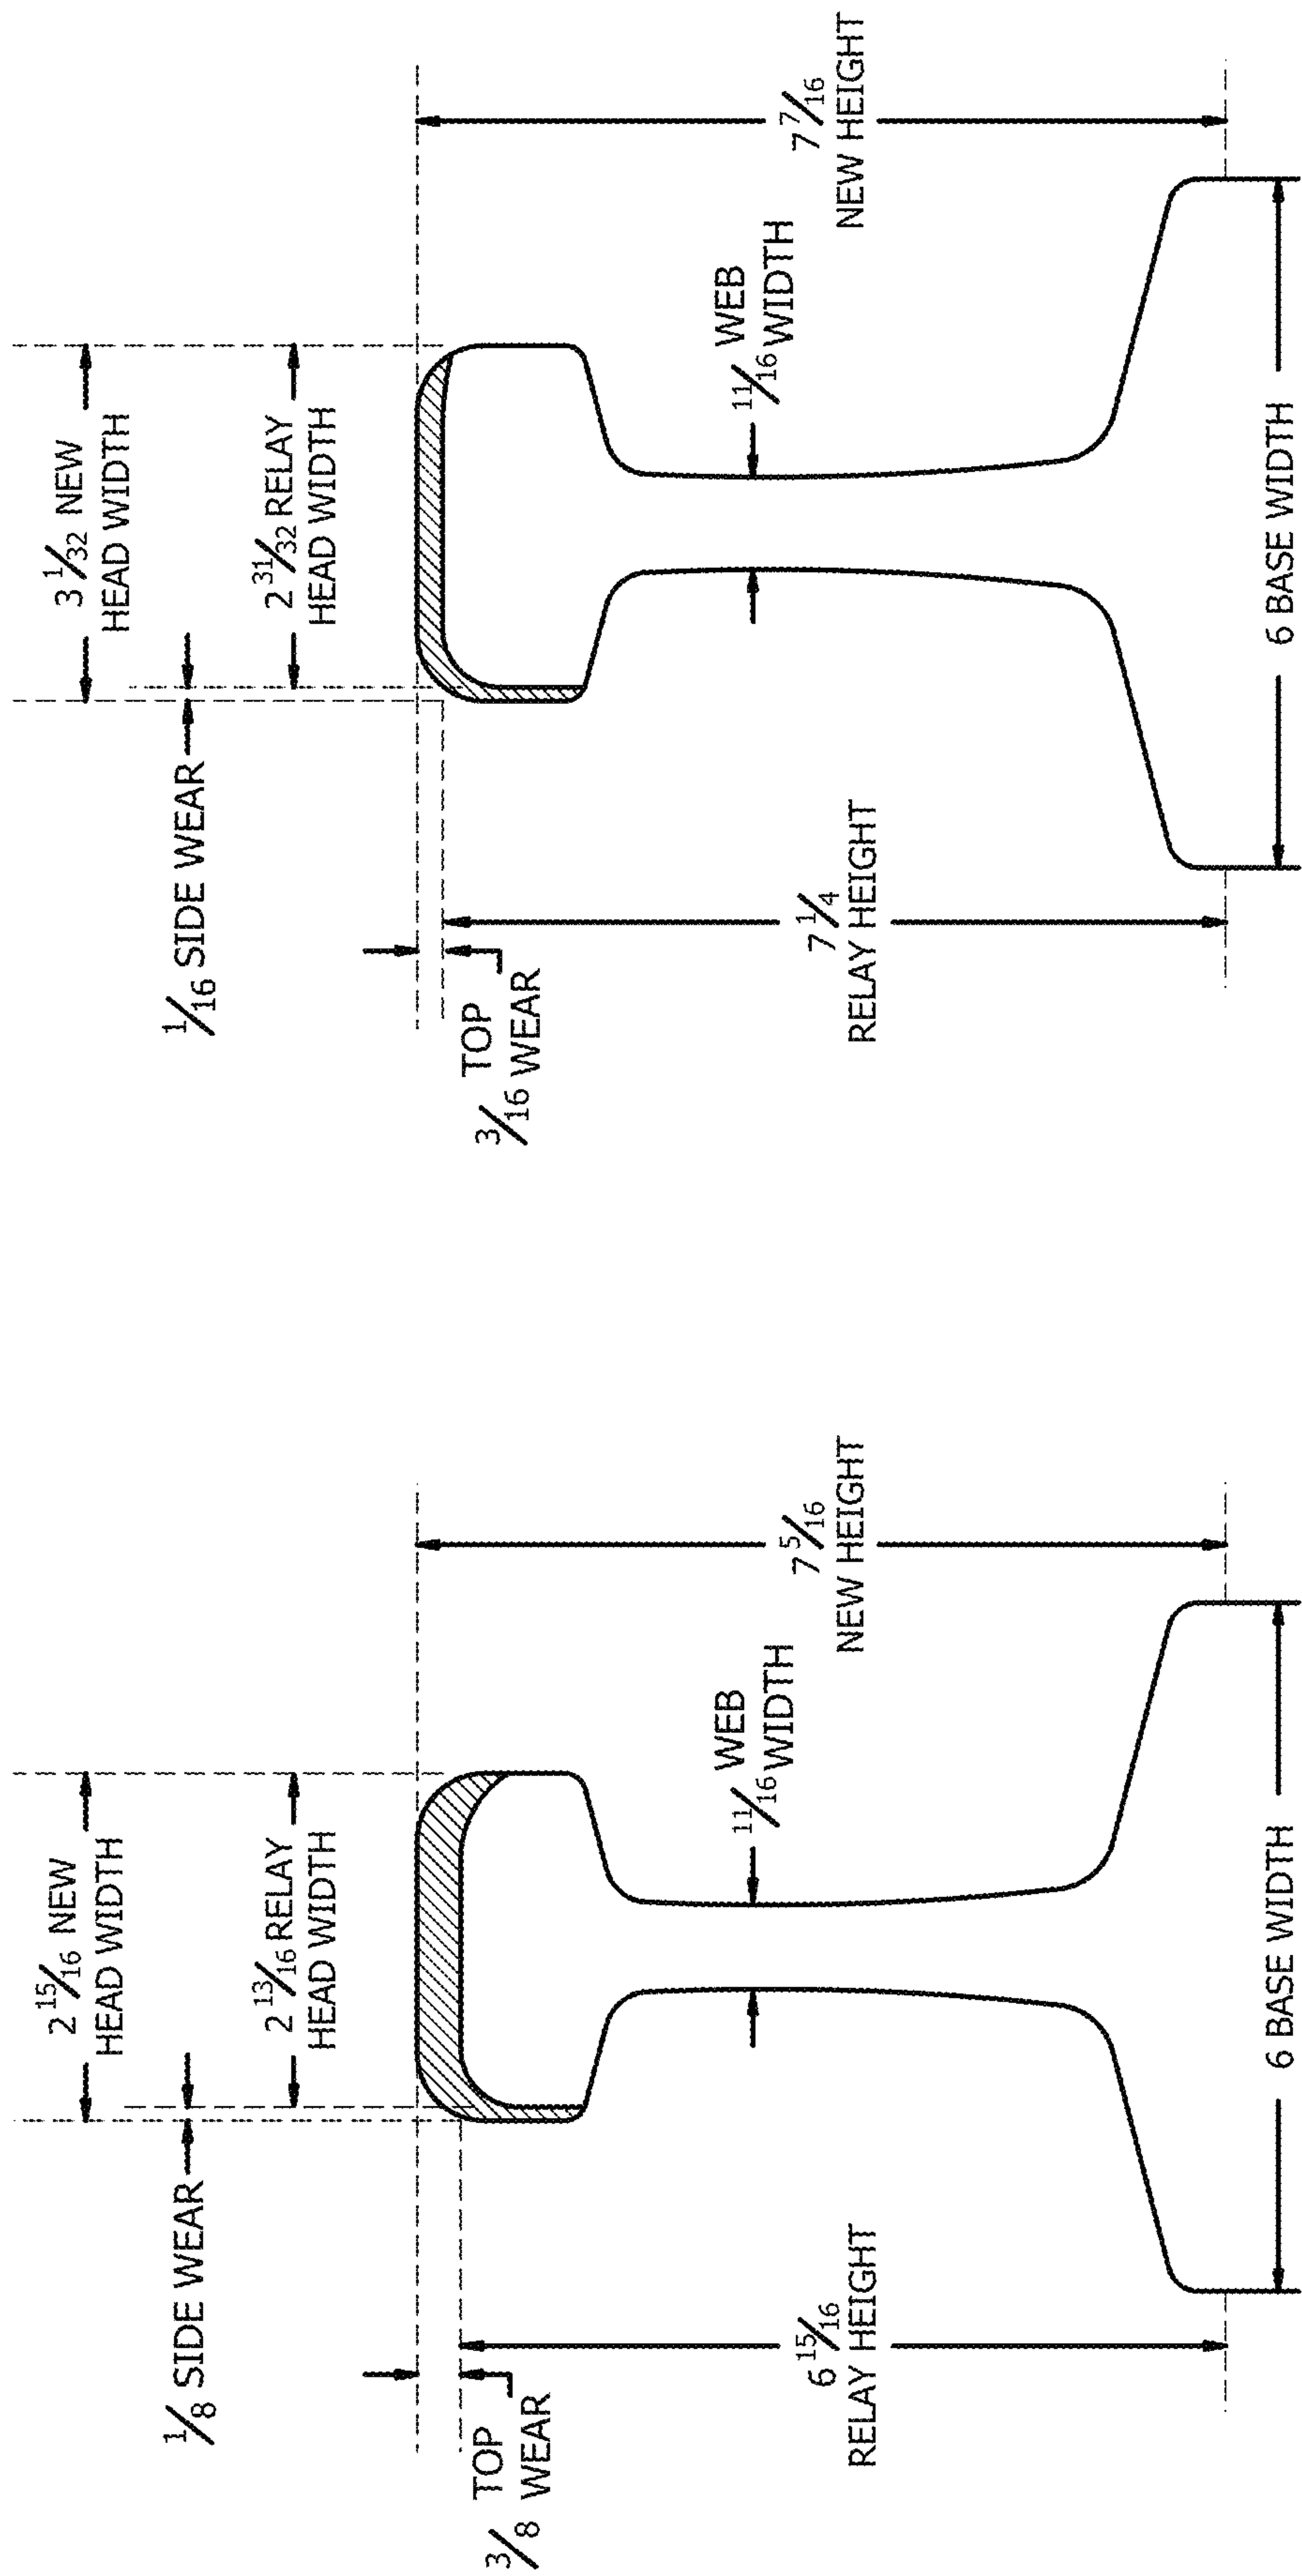 2 15/16 NEW
HEAD WIDTH
1/8 SIDE WEAR
2 13/16 RELAY
HEAD WIDTH
TOP
3/8 WEAR
11/16 WEB
WIDTH
6 15/16
RELAY HEIGHT
7 5/16
NEW HEIGHT
6 BASE WIDTH
3 1/32 NEW
HEAD WIDTH
1/16 SIDE WEAR
2 31/32 RELAY
HEAD WIDTH
TOP
3/16 WEAR
11/16 WEB
WIDTH
7 1/4
RELAY HEIGHT
7 7/16
NEW HEIGHT
6 BASE WIDTH